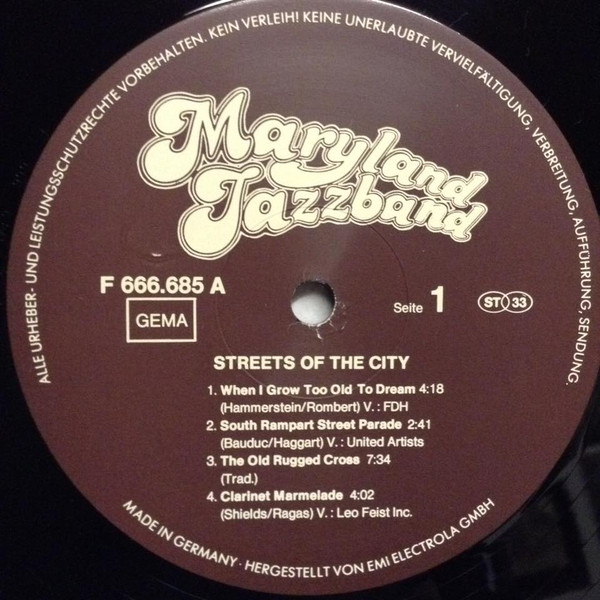 ALLE URHEBER- UND LEISTUNGSSCHUTZRECHTE VORBEHALTEN. KEIN VERLEIH! KEINE UNERLAUBTE VERVIELFÄLTIGUNG, VERBREITUNG, AUFFÜHRUNG, SENDUNG.
Maryland
Jazzband
F 666.685 A
GEMA
Seite 1
ST 33
STREETS OF THE CITY
1. When I Grow Too Old To Dream 4:18
(Hammerstein/Rombert) V.: FDH
2. South Rampart Street Parade 2:41
(Bauduc/Haggart) V.: United Artists
3. The Old Rugged Cross 7:34
(Trad.)
4. Clarinet Marmelade 4:02
(Shields/Ragas) V.: Leo Feist Inc.
MADE IN GERMANY · HERGESTELLT VON EMI ELECTROLA GMBH